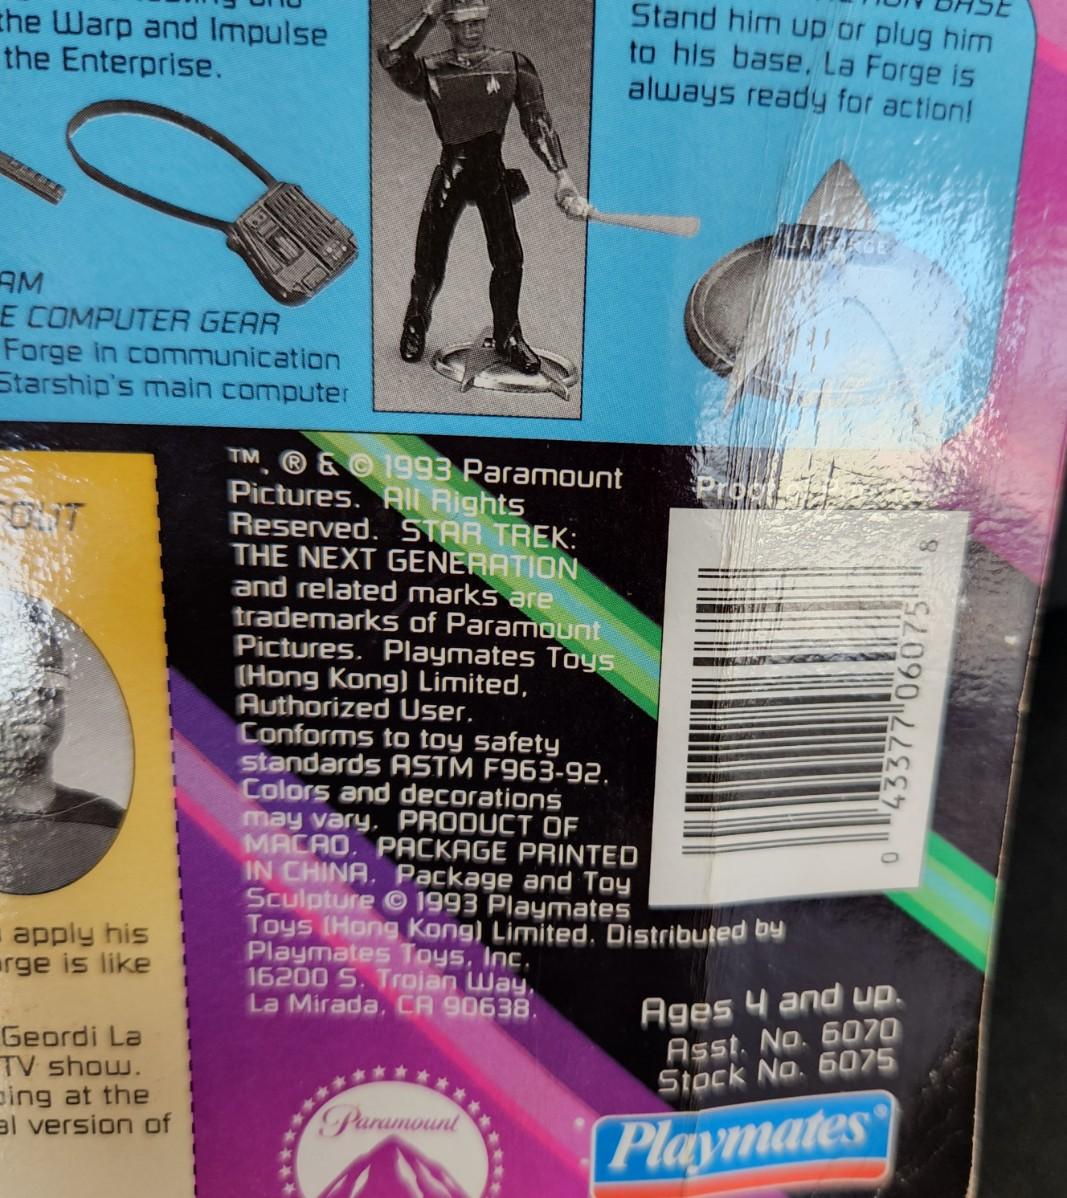 the Warp and Impulse
the Enterprise.
BASE
Stand him up or plug him
to his base, La Forge is
always ready for action!
LA FORGE
E COMPUTER GEAR
Forge in communication
Starship's main computer
™, ® & © 1993 Paramount
Pictures. All Rights
Reserved. STAR TREK:
THE NEXT GENERATION
and related marks are
trademarks of Paramount
Pictures. Playmates Toys
(Hong Kong) Limited,
Authorized User.
Conforms to toy safety
standards ASTM F963-92.
Colors and decorations
may vary. PRODUCT OF
MACAO. PACKAGE PRINTED
IN CHINA. Package and Toy
Sculpture © 1993 Playmates
Toys (Hong Kong) Limited. Distributed by
Playmates Toys, Inc.
16200 S. Trojan Way,
La Mirada, CA 90638.
0 43377 06075 8
apply his
is like
Geordi La
TV show.
at the
version of
Ages 4 and up.
Asst. No. 6070
Stock No. 6075
Paramount
Playmates®